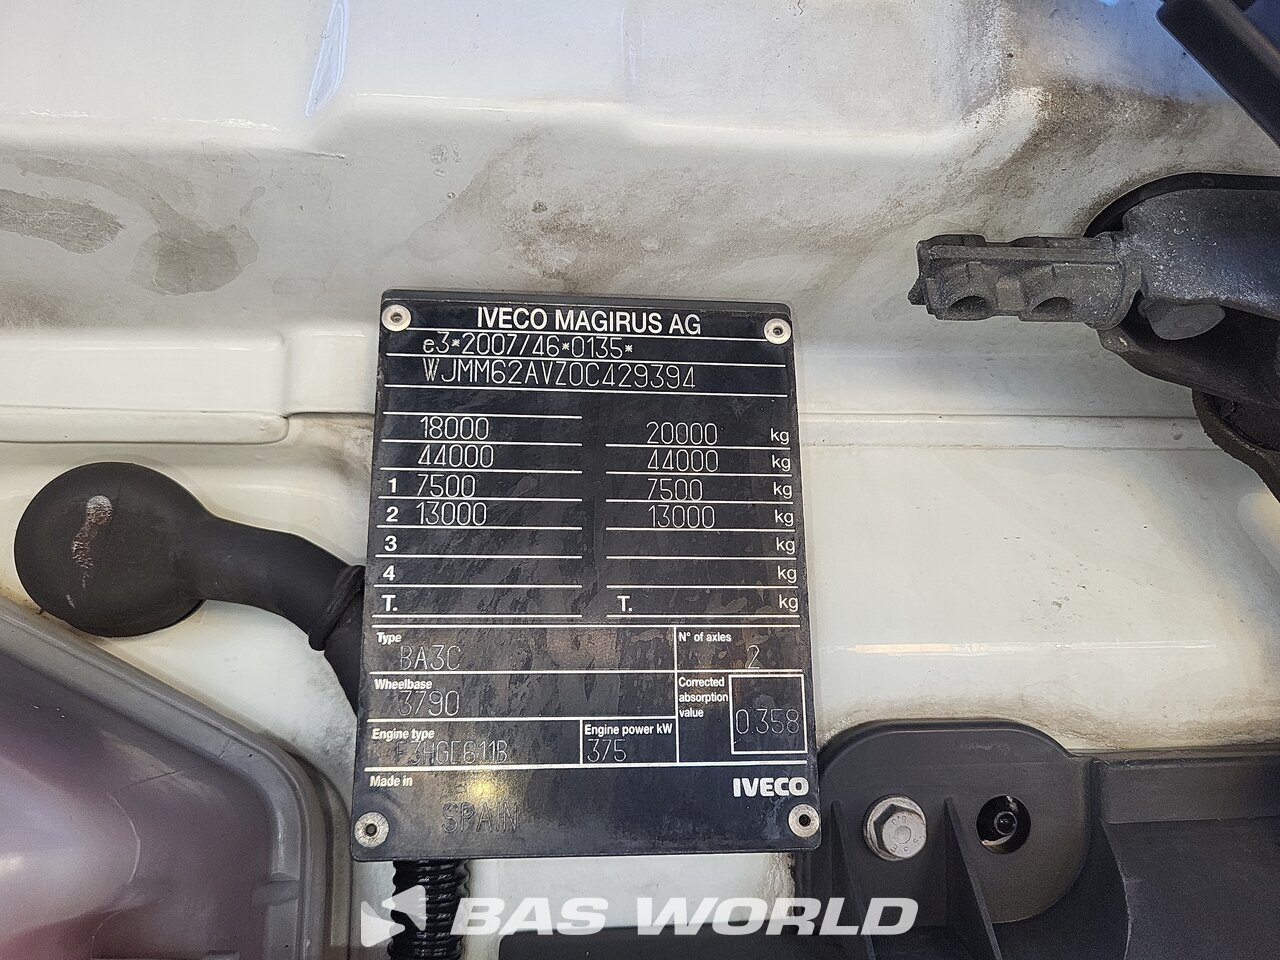 IVECO MAGIRUS AG
e3*2007/46*0135*
WJMM62AVZ0C429394
18000 20000 kg
44000 44000 kg
1 7500 7500 kg
2 13000 13000 kg
3 kg
4 kg
T. T. kg
Type N° of axles
BA3C 2
Wheelbase Corrected absorption value
3790 0.358
Engine type Engine power kW
F3HGE611B 375
Made in IVECO
SPAIN
BAS WORLD